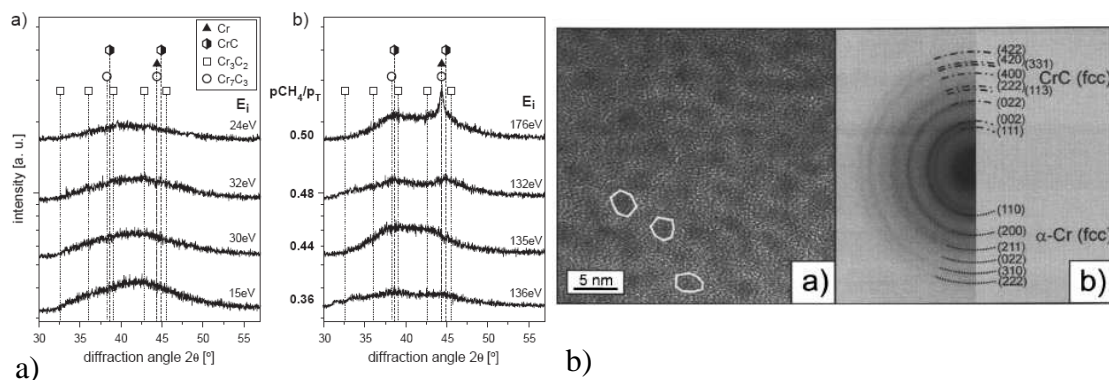 a)
intensity [a. u.]
Cr
CrC
Cr₃C₂
Cr₇C₃
Eᵢ
24eV
32eV
30eV
15eV
30 35 40 45 50 55
diffraction angle 2θ [°]
a)
b)
pCH₄/p_T
Eᵢ
0.50
176eV
0.48
132eV
0.44
135eV
0.36
136eV
30 35 40 45 50 55
diffraction angle 2θ [°]
5 nm
a)
(422)
(420)
(331)
(400)
CrC (fcc)
(222)
(113)
(022)
(002)
(111)
(110)
(200)
α-Cr (fcc)
(211)
(022)
(310)
(222)
b)
b)